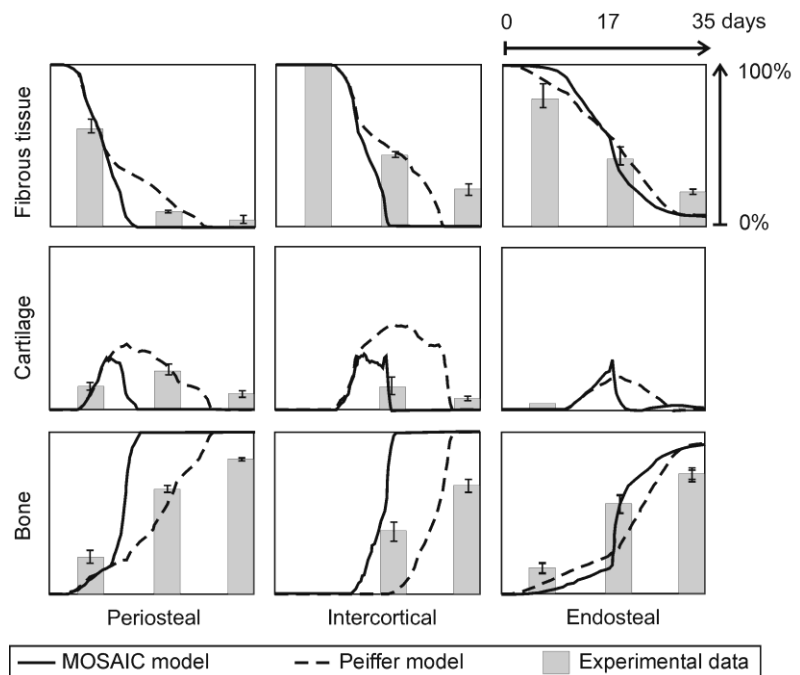 0 17 35 days
Fibrous tissue
100%
0%
Cartilage
Bone
Periosteal Intercortical Endosteal
MOSAIC model Peiffer model Experimental data